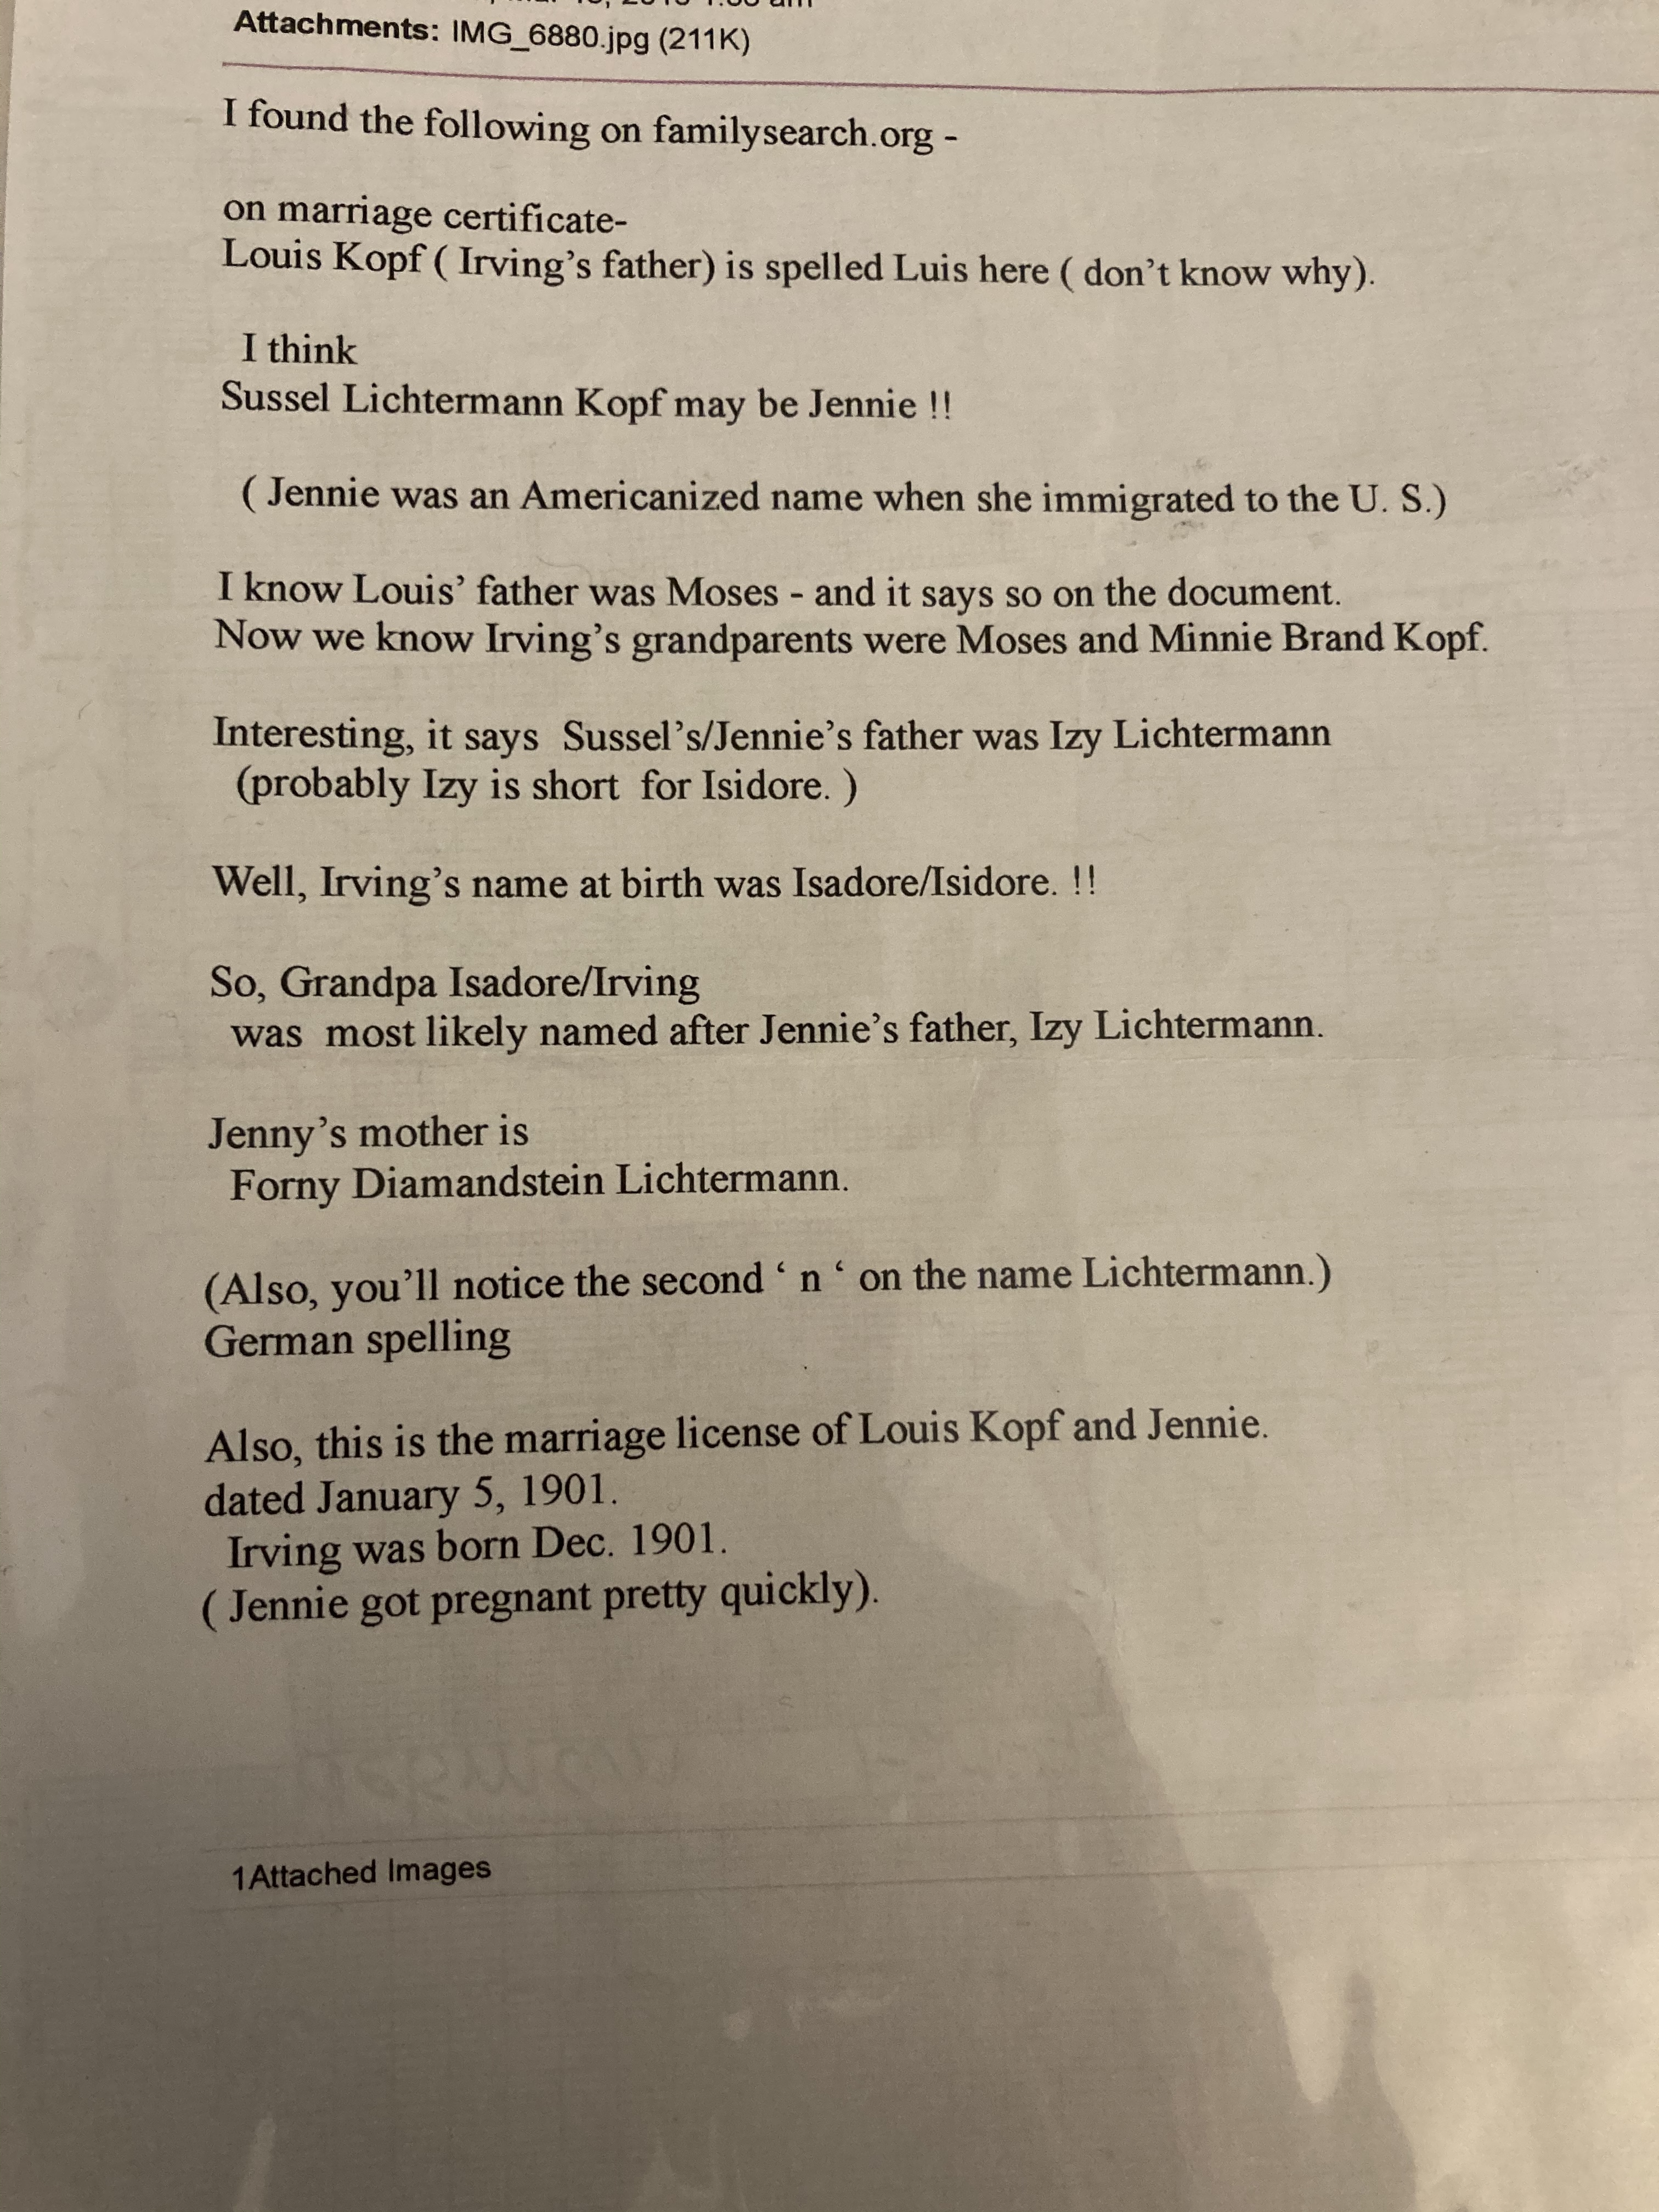 Attachments: IMG_6880.jpg (211K)
I found the following on familysearch.org -
on marriage certificate-
Louis Kopf ( Irving’s father) is spelled Luis here ( don’t know why).
I think
Sussel Lichtermann Kopf may be Jennie !!
( Jennie was an Americanized name when she immigrated to the U. S.)
I know Louis’ father was Moses - and it says so on the document.
Now we know Irving’s grandparents were Moses and Minnie Brand Kopf.
Interesting, it says Sussel’s/Jennie’s father was Izy Lichtermann
(probably Izy is short for Isidore. )
Well, Irving’s name at birth was Isadore/Isidore. !!
So, Grandpa Isadore/Irving
was most likely named after Jennie’s father, Izy Lichtermann.
Jenny’s mother is
Forny Diamandstein Lichtermann.
(Also, you’ll notice the second ‘ n ‘ on the name Lichtermann.)
German spelling
Also, this is the marriage license of Louis Kopf and Jennie.
dated January 5, 1901.
Irving was born Dec. 1901.
( Jennie got pregnant pretty quickly).
1Attached Images